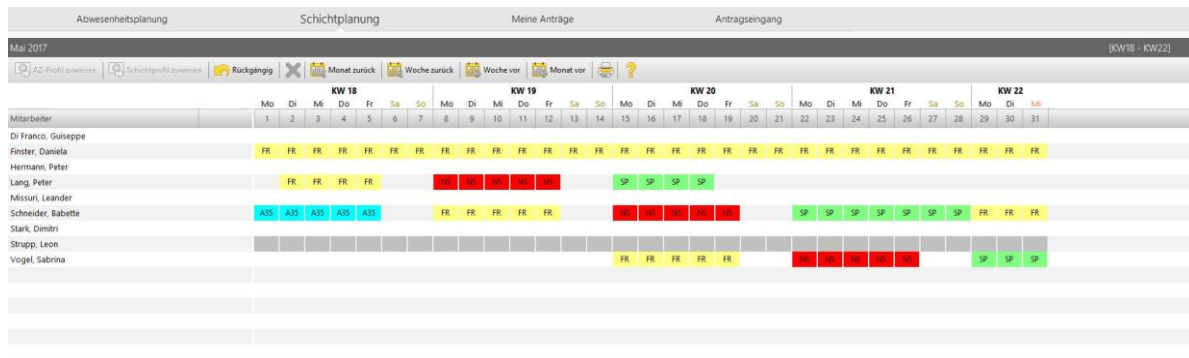 Abwesenheitsplanung Schichtplanung Meine Anträge Antragseingang
Mai 2017 [KW18 - KW22]
AZ-Profil zuweisen Schichtprofil zuweisen Rückgängig Monat zurück Woche zurück Woche vor Monat vor
KW 18 KW 19 KW 20 KW 21 KW 22
Mo Di Mi Do Fr Sa So Mo Di Mi Do Fr Sa So Mo Di Mi Do Fr Sa So Mo Di Mi Do Fr Sa So Mo Di Mi
Mitarbeiter 1 2 3 4 5 6 7 8 9 10 11 12 13 14 15 16 17 18 19 20 21 22 23 24 25 26 27 28 29 30 31
Di Franco, Guiseppe
Finster, Daniela FR FR FR FR FR FR FR FR FR FR FR FR FR FR FR FR FR FR FR FR FR FR FR FR FR FR FR FR FR FR FR
Hermann, Peter
Lang, Peter FR FR FR FR NS NS NS NS NS SP SP SP SP
Missuri, Leander
Schneider, Babette A35 A35 A35 A35 A35 FR FR FR FR FR NS NS NS NS NS SP SP SP SP SP SP SP FR FR FR
Stark, Dimitri
Strupp, Leon
Vogel, Sabrina FR FR FR FR FR NS NS NS NS NS SP SP SP